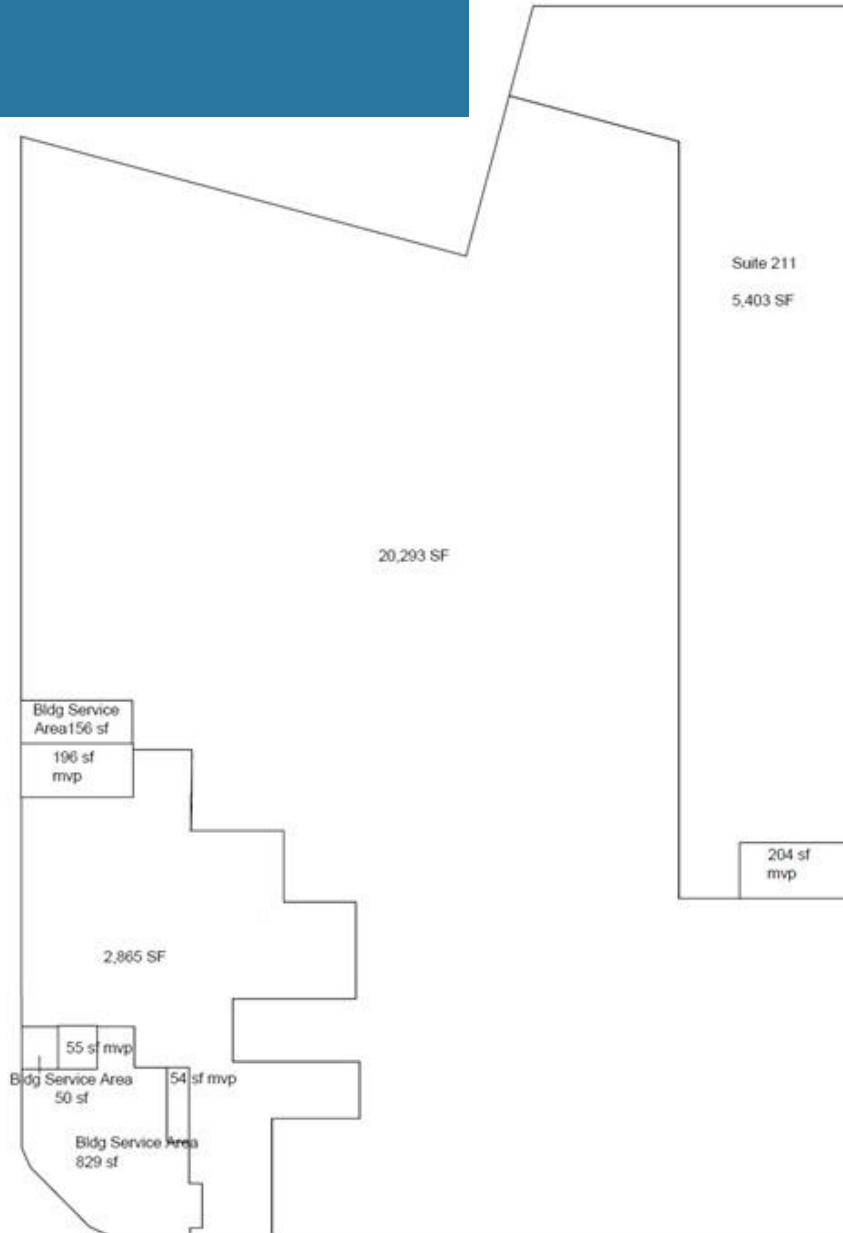 Suite 211
5,403 SF
20,293 SF
Bldg Service
Area156 sf
196 sf
mvp
204 sf
mvp
2,865 SF
55 sf mvp
Bldg Service Area
50 sf
54 sf mvp
Bldg Service Area
829 sf